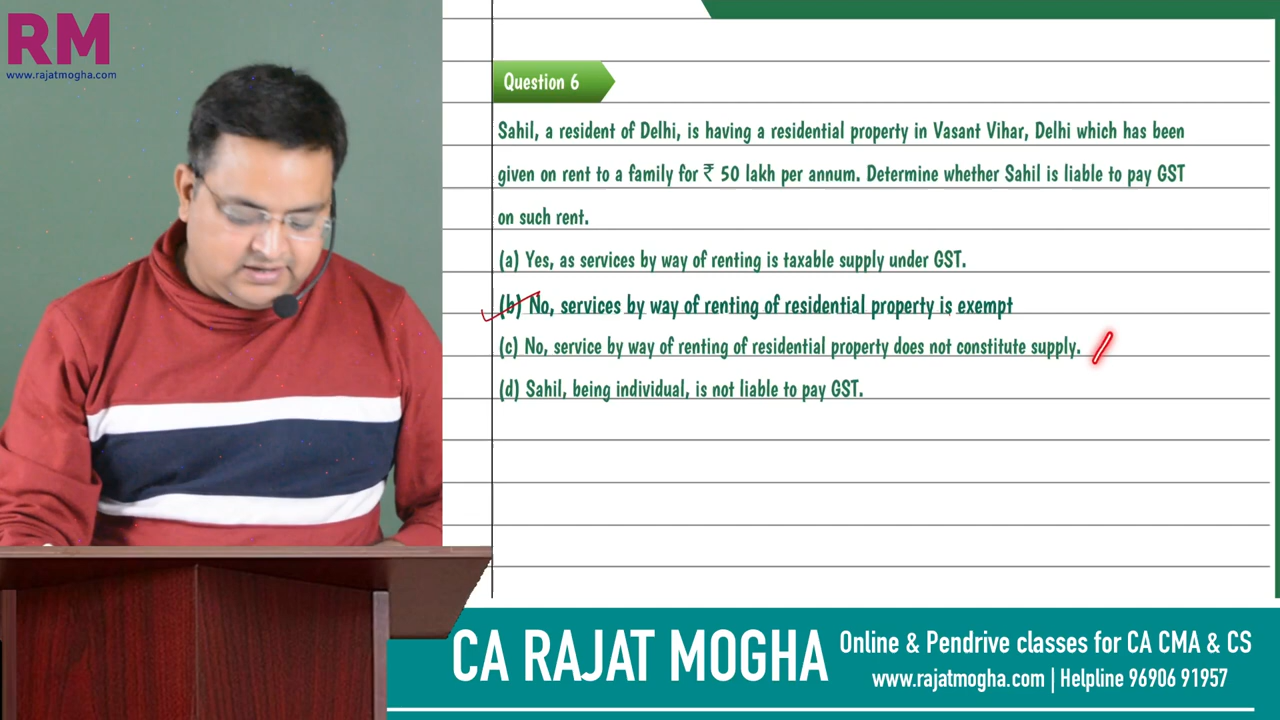 RM
www.rajatmogha.com
Question 6
Sahil, a resident of Delhi, is having a residential property in Vasant Vihar, Delhi which has been
given on rent to a family for ₹ 50 lakh per annum. Determine whether Sahil is liable to pay GST
on such rent.
(a) Yes, as services by way of renting is taxable supply under GST.
(b) No, services by way of renting of residential property is exempt
(c) No, service by way of renting of residential property does not constitute supply.
(d) Sahil, being individual, is not liable to pay GST.
CA RAJAT MOGHA
Online & Pendrive classes for CA CMA & CS
www.rajatmogha.com | Helpline 96906 91957